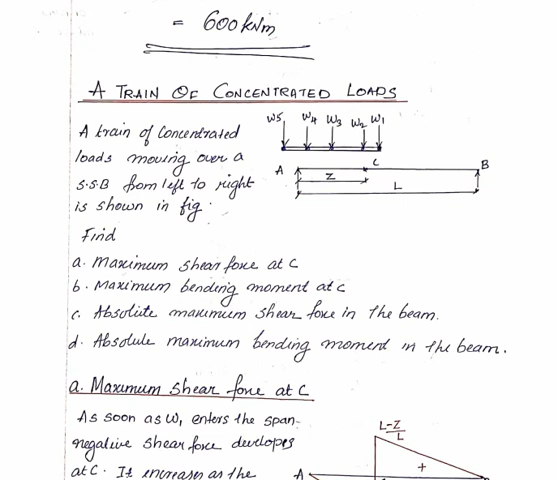 = 600 kNm
A TRAIN OF CONCENTRATED LOADS
A train of Concentrated
loads moving over a
S.S.B from left to right
is shown in fig.
W5 W4 W3 W2 W1
A C B
Z
L
Find
a. Maximum shear force at C
b. Maximum bending moment at C
c. Absolute maximum shear force in the beam.
d. Absolute maximum bending moment in the beam.
a. Maximum shear force at C
As soon as W1 enters the span-
negative shear force developes
at C. It increases as the
L-Z
L
+
A